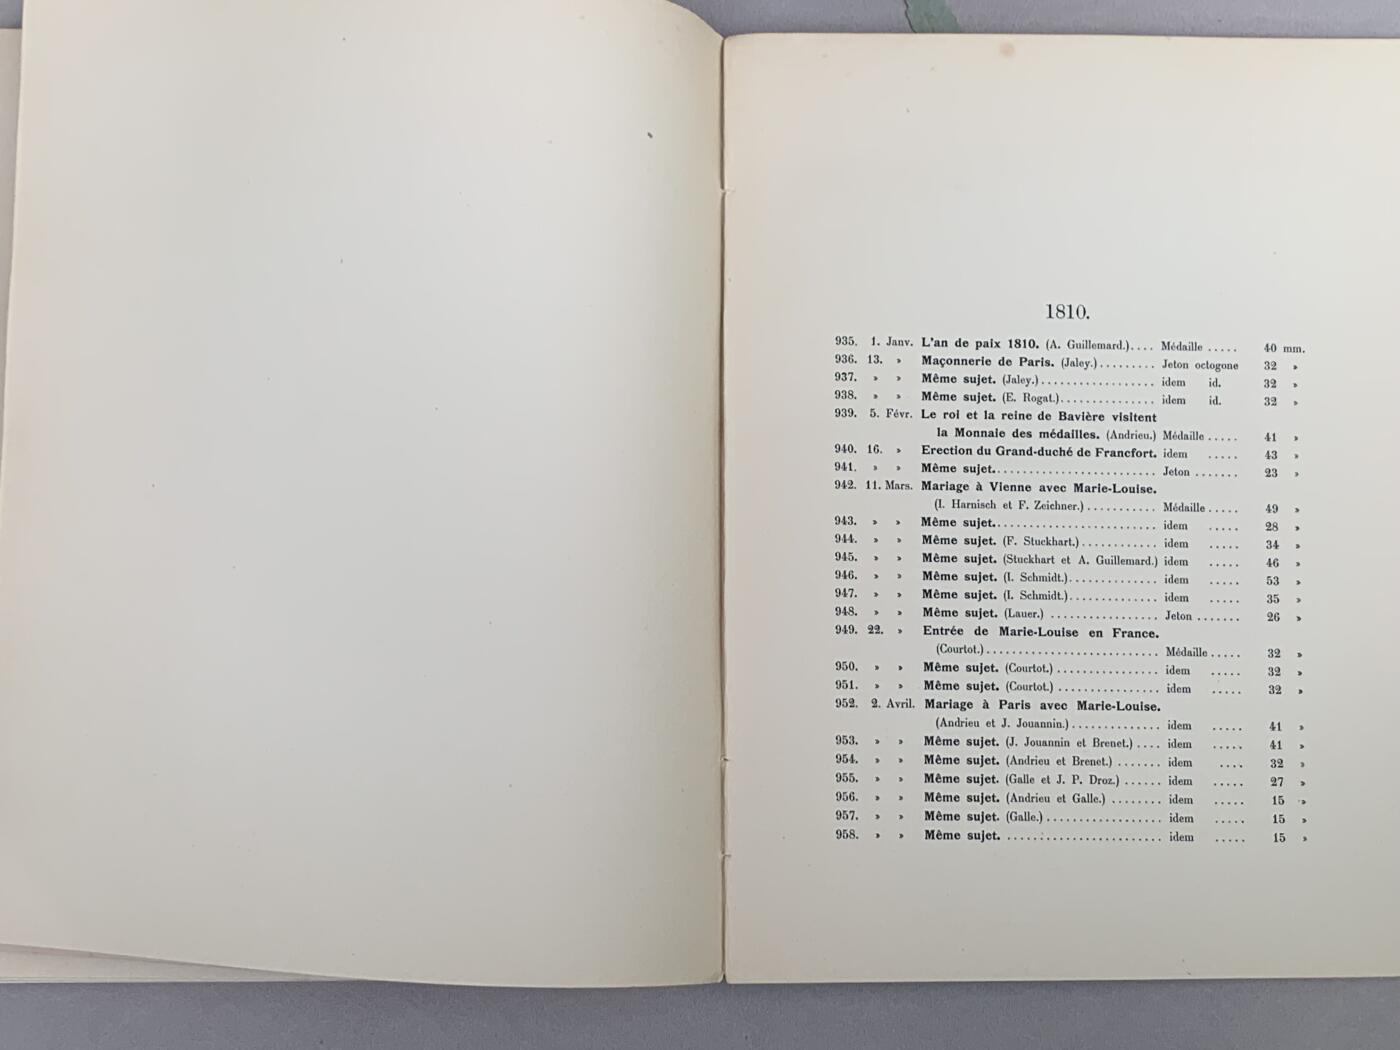 1810.
935. 1. Janv. L'an de paix 1810. (A. Guillemard.).... Médaille ..... 40 mm.
936. 13. » Maçonnerie de Paris. (Jaley.)......... Jeton octogone 32 »
937. » » Même sujet. (Jaley.).................. idem id. 32 »
938. » » Même sujet. (E. Rogat.)............... idem id. 32 »
939. 5. Févr. Le roi et la reine de Bavière visitent
la Monnaie des médailles. (Andrieu.) Médaille ..... 41 »
940. 16. » Erection du Grand-duché de Francfort. idem ..... 43 »
941. » » Même sujet.......................... Jeton ....... 23 »
942. 11. Mars. Mariage à Vienne avec Marie-Louise.
(I. Harnisch et F. Zeichner.) ........... Médaille ..... 49 »
943. » » Même sujet.......................... idem ..... 28 »
944. » » Même sujet. (F. Stuckhart.)............ idem ..... 34 »
945. » » Même sujet. (Stuckhart et A. Guillemard.) idem ..... 46 »
946. » » Même sujet. (I. Schmidt.).............. idem ..... 53 »
947. » » Même sujet. (I. Schmidt.).............. idem ..... 35 »
948. » » Même sujet. (Lauer.) ................. Jeton ....... 26 »
949. 22. » Entrée de Marie-Louise en France.
(Courtot.)........................... Médaille ..... 32 »
950. » » Même sujet. (Courtot.) ................ idem ..... 32 »
951. » » Même sujet. (Courtot.) ................ idem ..... 32 »
952. 2. Avril. Mariage à Paris avec Marie-Louise.
(Andrieu et J. Jouannin.).............. idem ..... 41 »
953. » » Même sujet. (J. Jouannin et Brenet.) .... idem ..... 41 »
954. » » Même sujet. (Andrieu et Brenet.) ....... idem .... 32 »
955. » » Même sujet. (Galle et J. P. Droz.) ...... idem ..... 27 »
956. » » Même sujet. (Andrieu et Galle.) ........ idem ..... 15 »
957. » » Même sujet. (Galle.).................. idem ..... 15 »
958. » » Même sujet. ......................... idem ..... 15 »